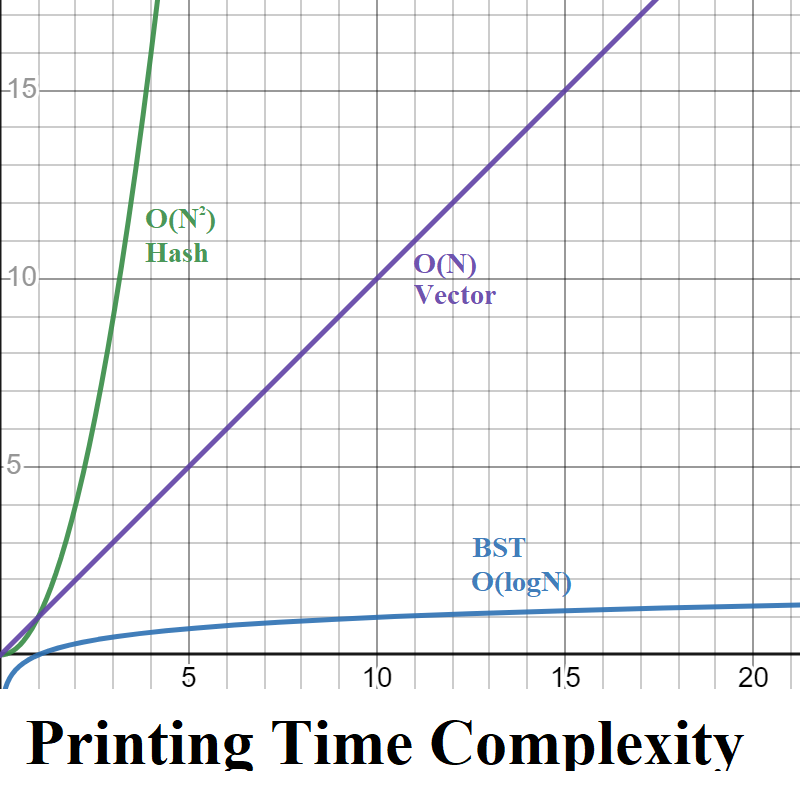 15
O(N²)
Hash
10
O(N)
Vector
5
BST
O(logN)
5 10 15 20
Printing Time Complexity